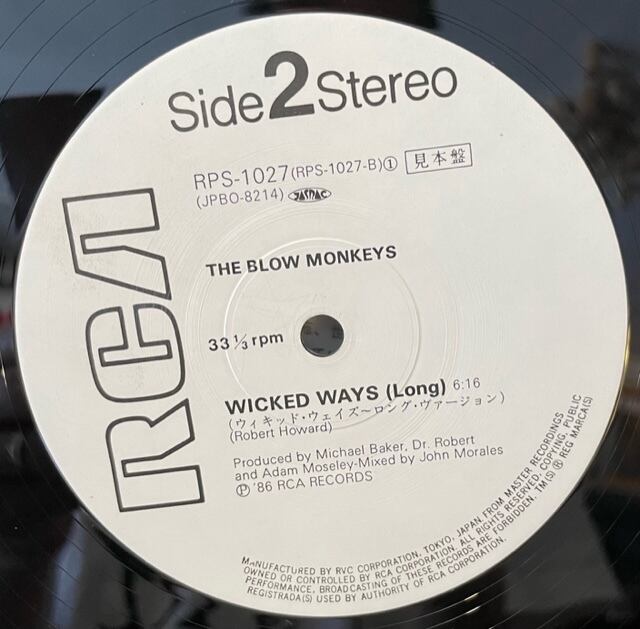 Side 2 Stereo
RPS-1027(RPS-1027-B)① 見本盤
(JPBO-8214) JASRAC
RCA
THE BLOW MONKEYS
33⅓rpm
WICKED WAYS (Long) 6:16
(ウィキッド・ウェイズ〜ロング・ヴァージョン)
(Robert Howard)
Produced by Michael Baker, Dr. Robert
and Adam Moseley-Mixed by John Morales
Ⓟ '86 RCA RECORDS
MANUFACTURED BY RVC CORPORATION, TOKYO, JAPAN FROM MASTER RECORDINGS
OWNED OR CONTROLLED BY RCA CORPORATION. ALL RIGHTS RESERVED. COPYING, PUBLIC
PERFORMANCE, BROADCASTING OF THESE RECORDS ARE FORBIDDEN. TM(S) ® REG MARCA(S)
REGISTRADA(S) USED BY AUTHORITY OF RCA CORPORATION.